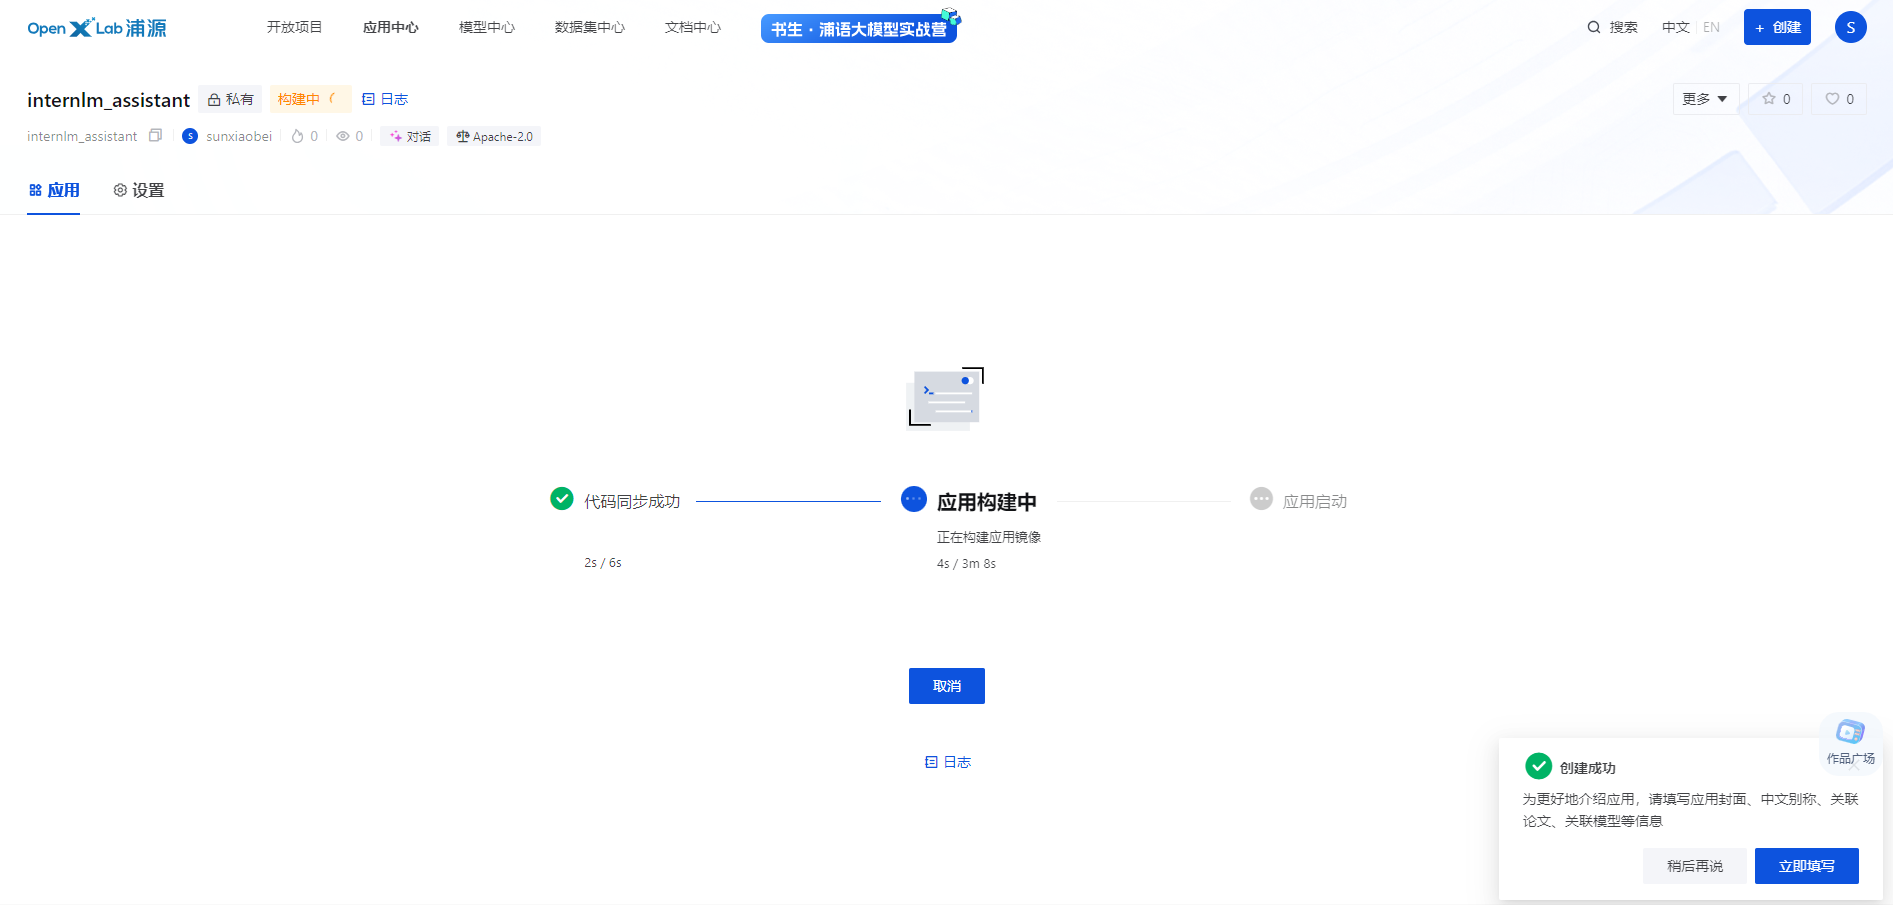 Open X Lab 浦源
开放项目
应用中心
模型中心
数据集中心
文档中心
书生·浦语大模型实战营
搜索
中文 EN
+ 创建
S
internlm_assistant
私有
构建中
日志
更多
0
0
internlm_assistant
S
sunxiaobei
0
0
对话
Apache-2.0
应用
设置
代码同步成功
2s / 6s
应用构建中
正在构建应用镜像
4s / 3m 8s
应用启动
取消
日志
作品广场
创建成功
为更好地介绍应用，请填写应用封面、中文别称、关联
论文、关联模型等信息
稍后再说
立即填写